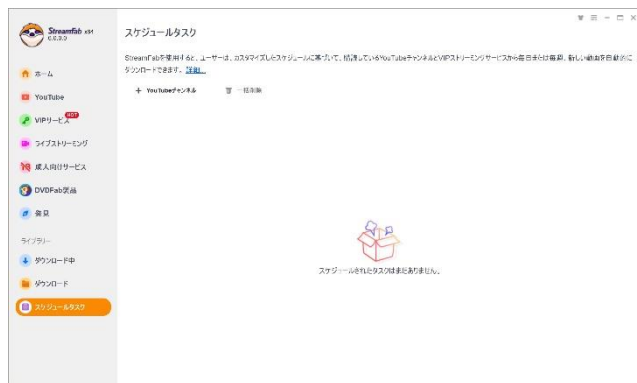 StreamFab x64
スケジュールタスク
StreamFabを使用すると、ユーザーは、カスタマイズしたスケジュールに基づいて、購読しているYouTubeチャンネルとVIPストリーミングサービスから毎日または毎週、新しい動画を自動的に
ダウンロードできます。詳細...
+ YouTubeチャンネル 一括削除
ホーム
YouTube
VIPサービス HOT
ライブストリーミング
成人向けサービス
DVDFab製品
発見
スケジュールされたタスクはまだありません。
ライブラリー
ダウンロード中
ダウンロード
スケジュールタスク